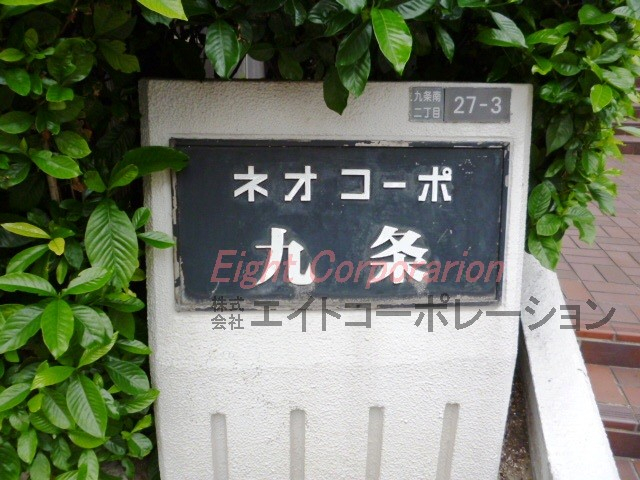 九条南
二丁目 27-3
ネオコーポ
九条
Eight Corporarion
株式
会社 エイトコーポレーション